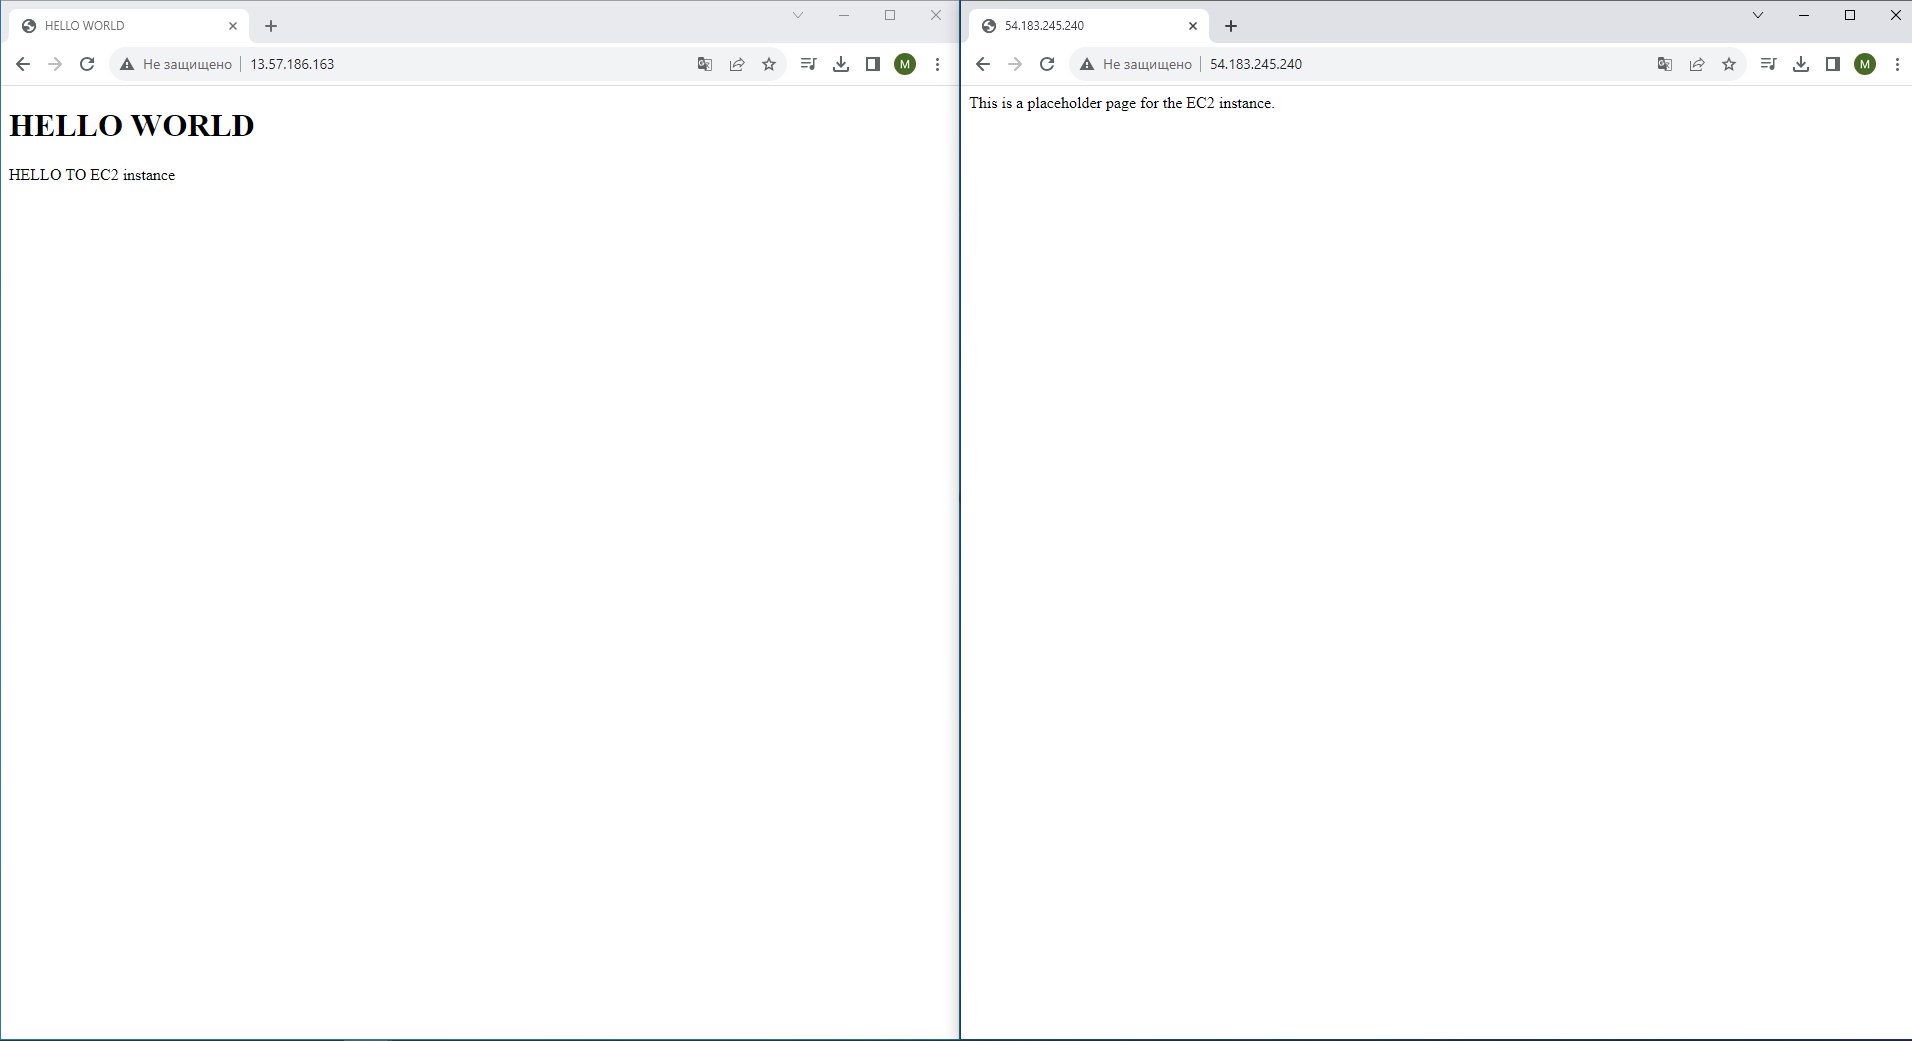 HELLO WORLD
Не защищено 13.57.186.163
M
HELLO WORLD
HELLO TO EC2 instance
54.183.245.240
Не защищено 54.183.245.240
M
This is a placeholder page for the EC2 instance.